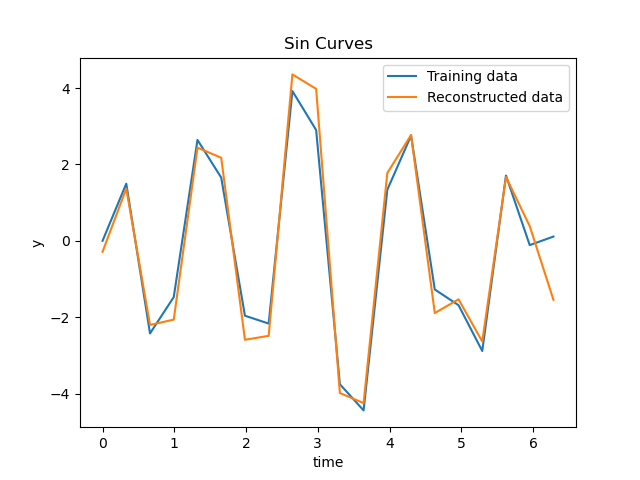 Sin Curves
Training data
Reconstructed data
4
2
0
−2
−4
y
0 1 2 3 4 5 6
time